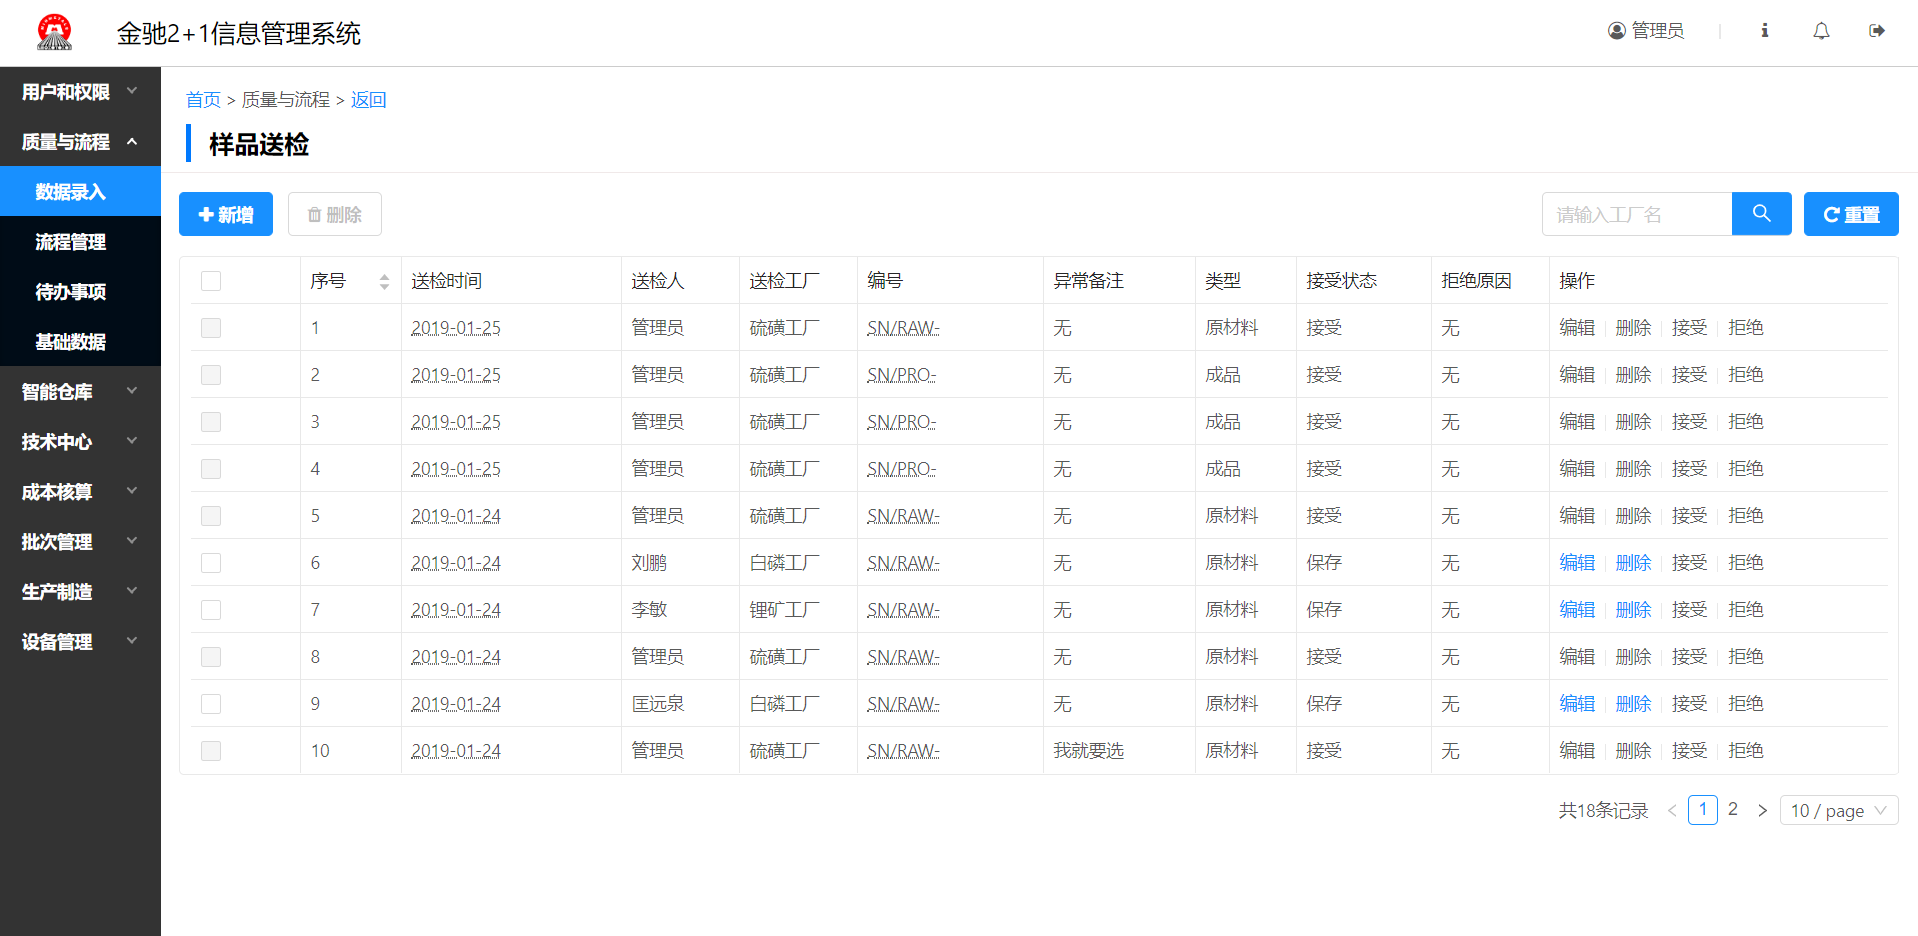 金驰2+1信息管理系统
管理员
用户和权限
质量与流程
数据录入
流程管理
待办事项
基础数据
智能仓库
技术中心
成本核算
批次管理
生产制造
设备管理
首页 > 质量与流程 > 返回
样品送检
新增 删除 请输入工厂名 重置
序号 送检时间 送检人 送检工厂 编号 异常备注 类型 接受状态 拒绝原因 操作
1 2019-01-25 管理员 硫磺工厂 SN/RAW- 无 原材料 接受 无 编辑 删除 接受 拒绝
2 2019-01-25 管理员 硫磺工厂 SN/PRO- 无 成品 接受 无 编辑 删除 接受 拒绝
3 2019-01-25 管理员 硫磺工厂 SN/PRO- 无 成品 接受 无 编辑 删除 接受 拒绝
4 2019-01-25 管理员 硫磺工厂 SN/PRO- 无 成品 接受 无 编辑 删除 接受 拒绝
5 2019-01-24 管理员 硫磺工厂 SN/RAW- 无 原材料 接受 无 编辑 删除 接受 拒绝
6 2019-01-24 刘鹏 白磷工厂 SN/RAW- 无 原材料 保存 无 编辑 删除 接受 拒绝
7 2019-01-24 李敏 锂矿工厂 SN/RAW- 无 原材料 保存 无 编辑 删除 接受 拒绝
8 2019-01-24 管理员 硫磺工厂 SN/RAW- 无 原材料 接受 无 编辑 删除 接受 拒绝
9 2019-01-24 匡远泉 白磷工厂 SN/RAW- 无 原材料 保存 无 编辑 删除 接受 拒绝
10 2019-01-24 管理员 硫磺工厂 SN/RAW- 我就要选 原材料 接受 无 编辑 删除 接受 拒绝
共18条记录 < 1 2 > 10 / page